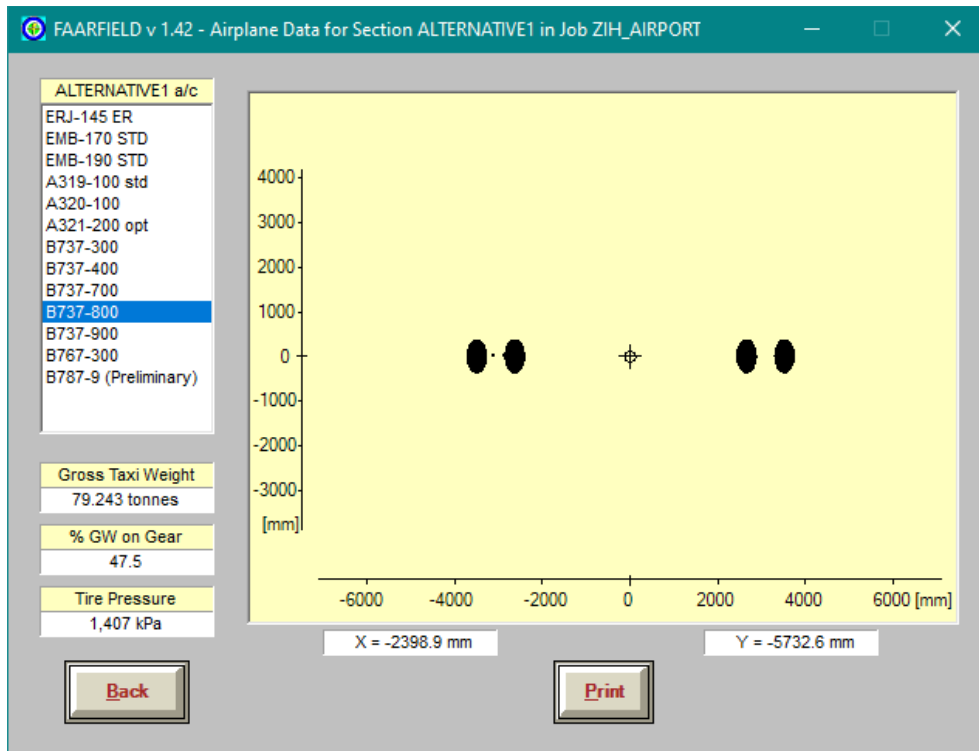 FAARFIELD v 1.42 - Airplane Data for Section ALTERNATIVE1 in Job ZIH_AIRPORT
ALTERNATIVE1 a/c
ERJ-145 ER
EMB-170 STD
EMB-190 STD
A319-100 std
A320-100
A321-200 opt
B737-300
B737-400
B737-700
B737-800
B737-900
B767-300
B787-9 (Preliminary)
Gross Taxi Weight
79.243 tonnes
% GW on Gear
47.5
Tire Pressure
1,407 kPa
4000
3000
2000
1000
0
-1000
-2000
-3000
[mm]
-6000 -4000 -2000 0 2000 4000 6000 [mm]
X = -2398.9 mm
Y = -5732.6 mm
Back
Print